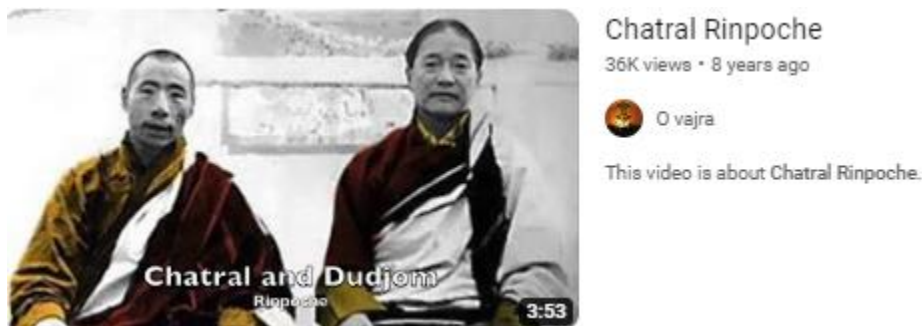 Chatral and Dudjom
Rinpoche
3:53
Chatral Rinpoche
36K views • 8 years ago
O vajra
This video is about Chatral Rinpoche.